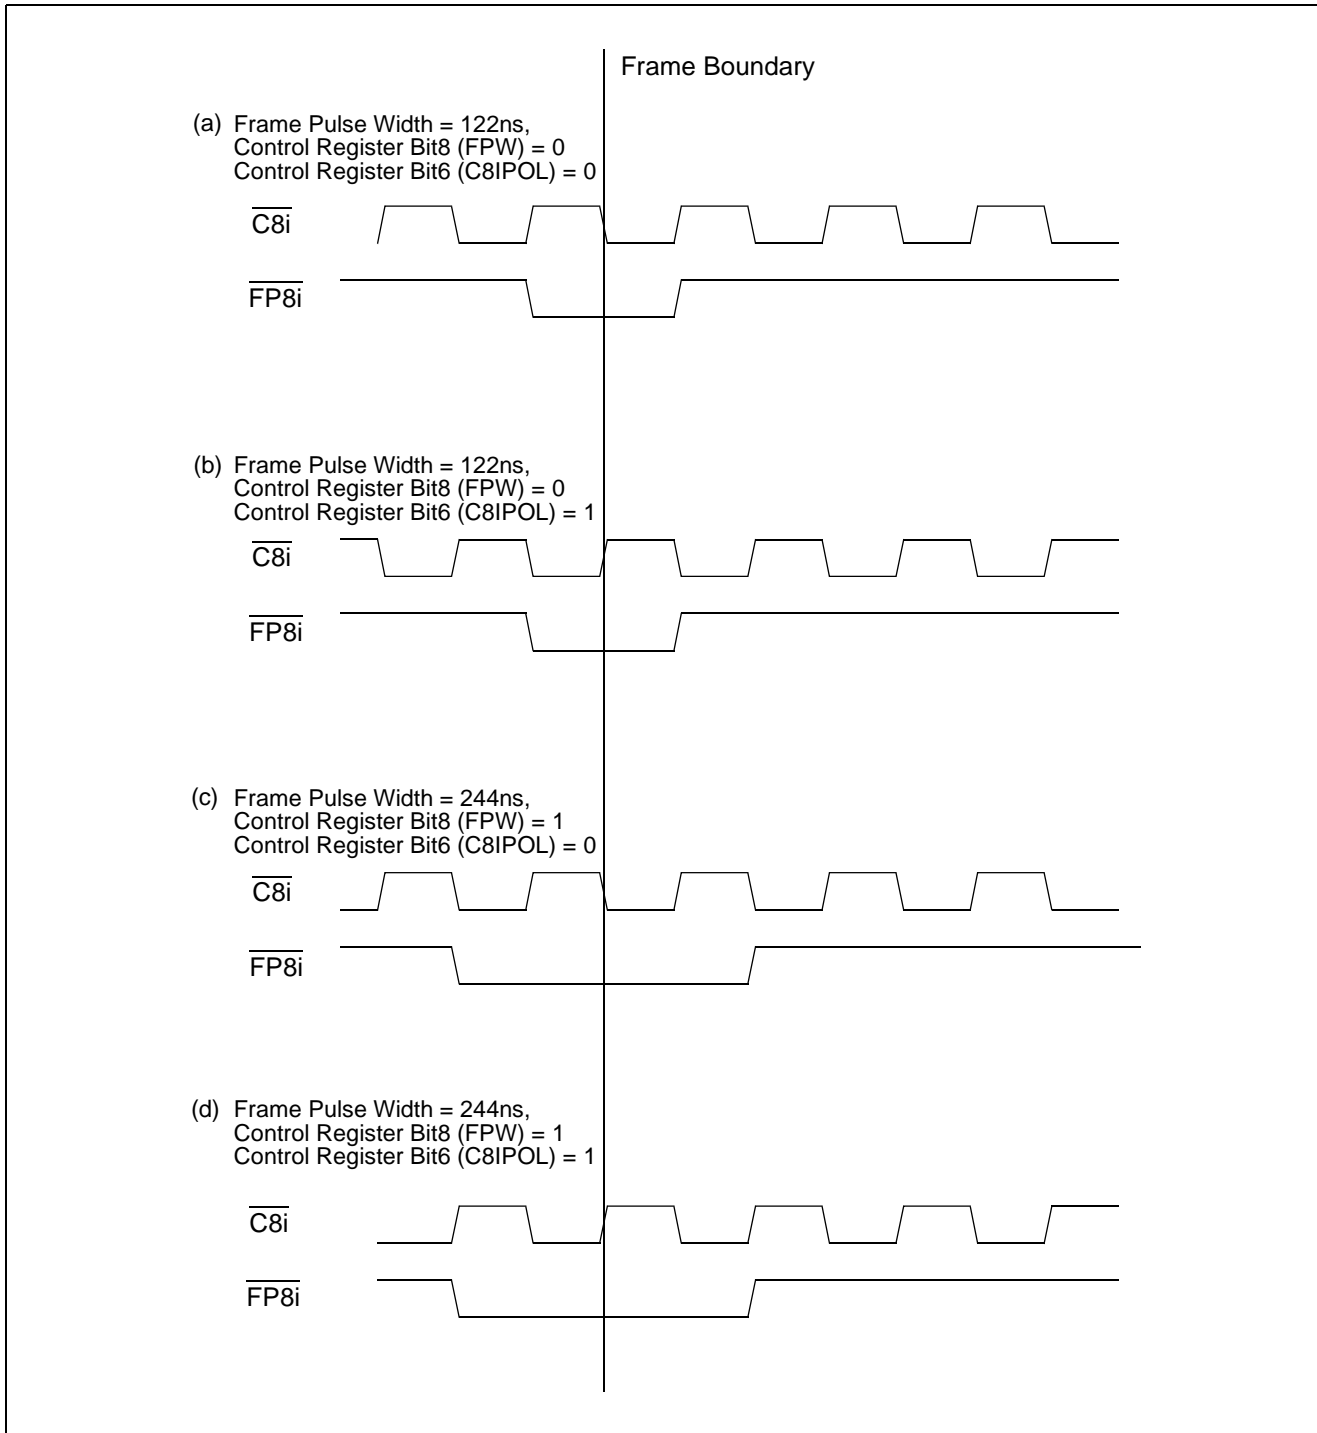 Frame Boundary
(a) Frame Pulse Width = 122ns,
Control Register Bit8 (FPW) = 0
Control Register Bit6 (C8IPOL) = 0
C8i
FP8i
(b) Frame Pulse Width = 122ns,
Control Register Bit8 (FPW) = 0
Control Register Bit6 (C8IPOL) = 1
C8i
FP8i
(c) Frame Pulse Width = 244ns,
Control Register Bit8 (FPW) = 1
Control Register Bit6 (C8IPOL) = 0
C8i
FP8i
(d) Frame Pulse Width = 244ns,
Control Register Bit8 (FPW) = 1
Control Register Bit6 (C8IPOL) = 1
C8i
FP8i